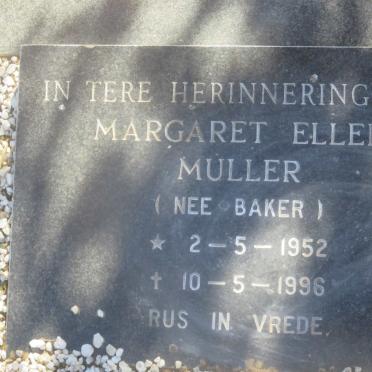 IN TERE HERINNERING
MARGARET ELLE
MULLER
( NEE BAKER )
★ 2-5-1952
✝ 10-5-1996
RUS IN VREDE.